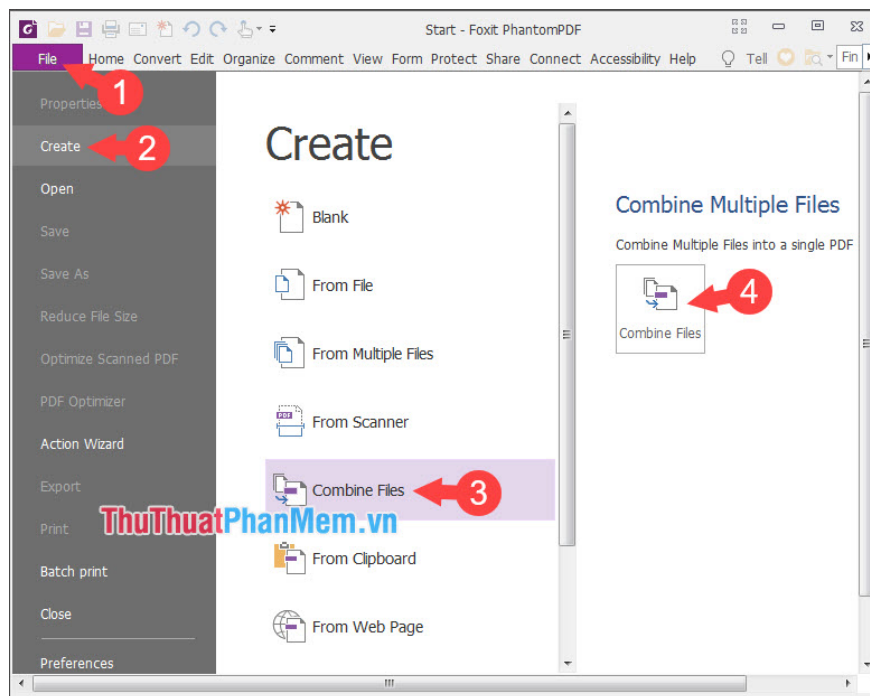 Start - Foxit PhantomPDF
File Home Convert Edit Organize Comment View Form Protect Share Connect Accessibility Help Tell Fin
1
Properties
Create
2
Open
Save
Save As
Reduce File Size
Optimize Scanned PDF
PDF Optimizer
Action Wizard
Export
Print
Batch print
Close
Preferences
Create
Blank
From File
From Multiple Files
PDF
From Scanner
Combine Files
3
ThuThuatPhanMem.vn
From Clipboard
From Web Page
Combine Multiple Files
Combine Multiple Files into a single PDF
4
Combine Files